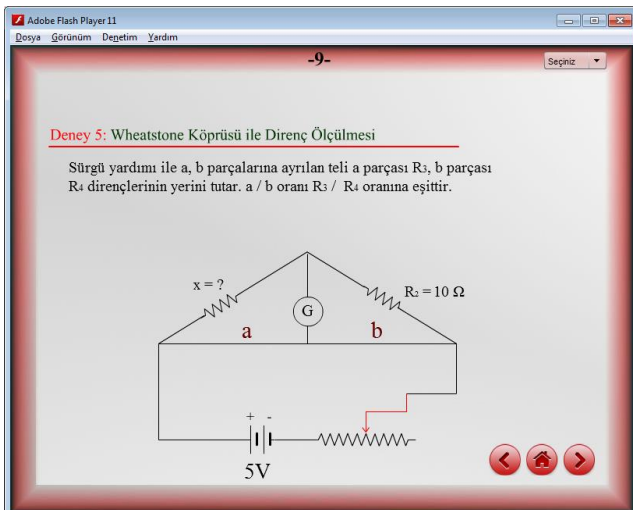 Adobe Flash Player 11
Dosya Görünüm Denetim Yardım
-9-
Seçiniz
Deney 5: Wheatstone Köprüsü ile Direnç Ölçülmesi
Sürgü yardımı ile a, b parçalarına ayrılan teli a parçası R3, b parçası
R4 dirençlerinin yerini tutar. a / b oranı R3 / R4 oranına eşittir.
x = ?
R2 = 10 Ω
G
a
b
+ -
5V